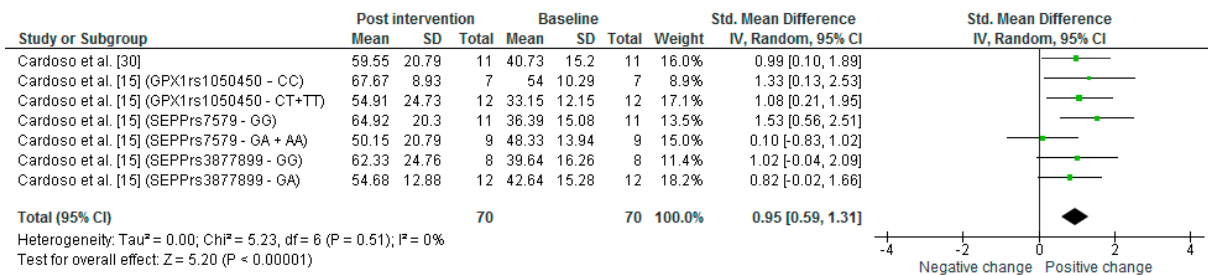 Post intervention Baseline Std. Mean Difference Std. Mean Difference
Study or Subgroup Mean SD Total Mean SD Total Weight IV, Random, 95% CI IV, Random, 95% CI
Cardoso et al. [30] 59.55 20.79 11 40.73 15.2 11 16.0% 0.99 [0.10, 1.89]
Cardoso et al. [15] (GPX1rs1050450 - CC) 67.67 8.93 7 54 10.29 7 8.9% 1.33 [0.13, 2.53]
Cardoso et al. [15] (GPX1rs1050450 - CT+TT) 54.91 24.73 12 33.15 12.15 12 17.1% 1.08 [0.21, 1.95]
Cardoso et al. [15] (SEPPrs7579 - GG) 64.92 20.3 11 36.39 15.08 11 13.5% 1.53 [0.56, 2.51]
Cardoso et al. [15] (SEPPrs7579 - GA + AA) 50.15 20.79 9 48.33 13.94 9 14.9% 0.10 [-0.83, 1.02]
Cardoso et al. [15] (SEPPrs3877899 - GG) 62.33 24.76 8 39.64 16.26 8 11.4% 1.02 [-0.04, 2.09]
Cardoso et al. [15] (SEPPrs3877899 - GA) 54.68 12.88 12 42.64 15.28 12 18.2% 0.82 [-0.02, 1.66]
Total (95% CI) 70 70 100.0% 0.95 [0.59, 1.31]
Heterogeneity: Tau² = 0.00; Chi² = 5.23, df = 6 (P = 0.51); I² = 0%
Test for overall effect: Z = 5.20 (P < 0.00001)
-4 -2 0 2 4
Negative change Positive change